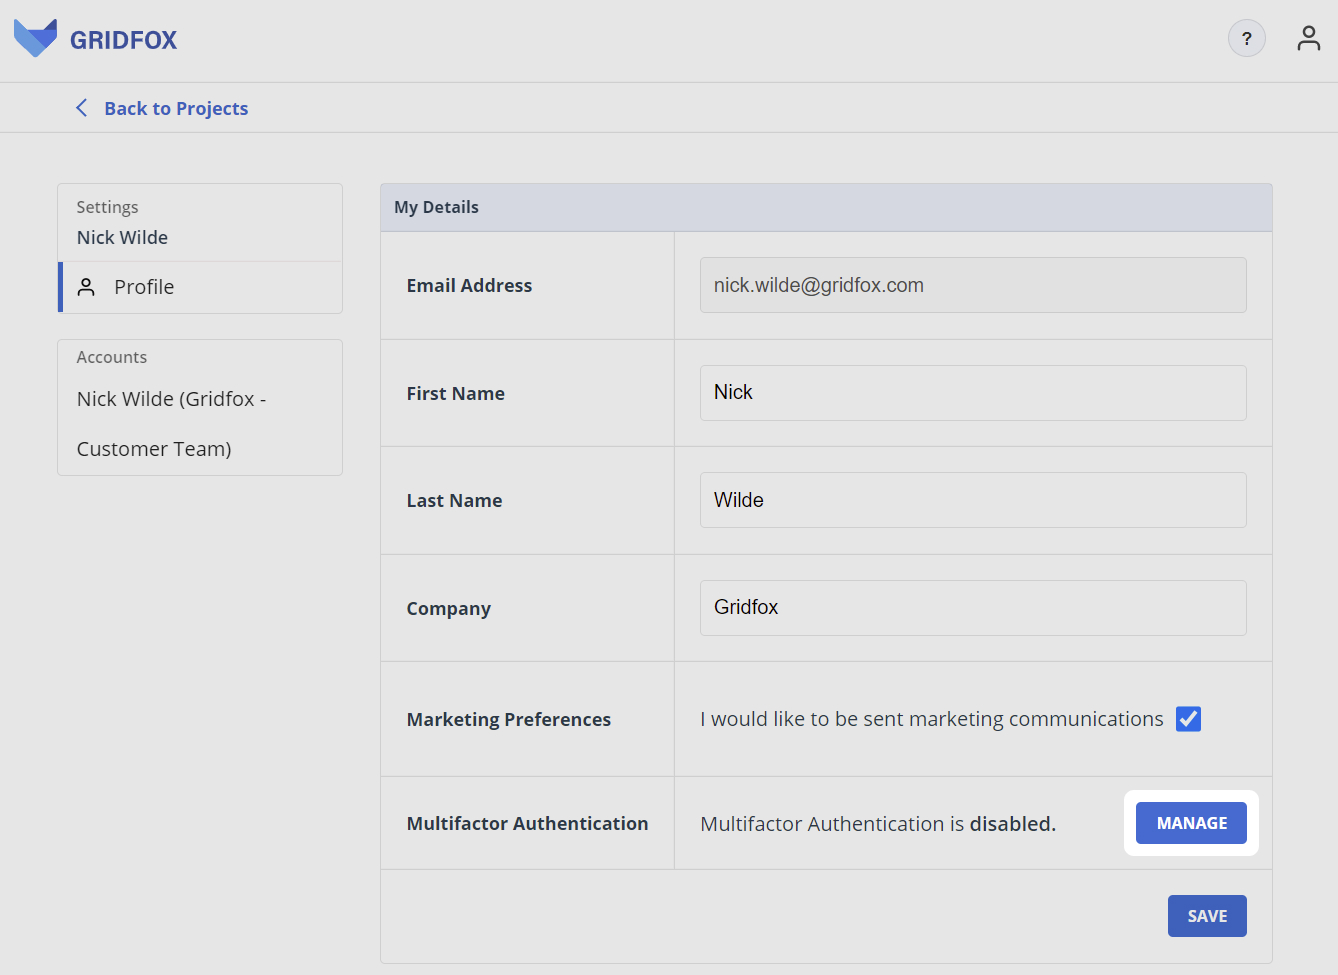 GRIDFOX
?
Back to Projects
Settings
Nick Wilde
Profile
Accounts
Nick Wilde (Gridfox -
Customer Team)
My Details
Email Address
nick.wilde@gridfox.com
First Name
Nick
Last Name
Wilde
Company
Gridfox
Marketing Preferences
I would like to be sent marketing communications
Multifactor Authentication
Multifactor Authentication is disabled.
MANAGE
SAVE